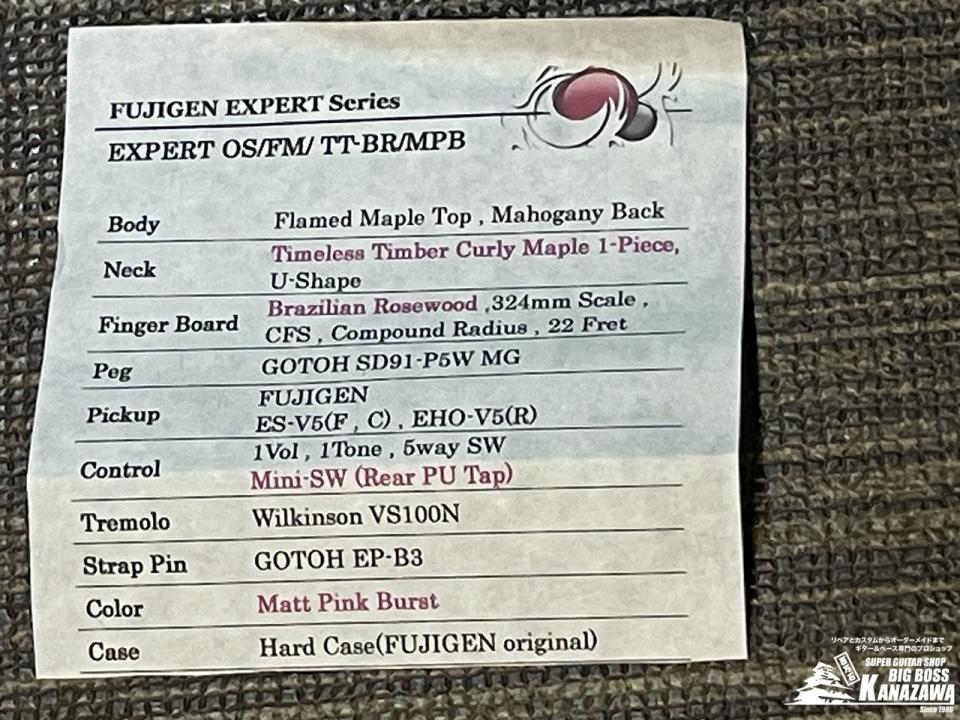 FUJIGEN EXPERT Series
EXPERT OS/FM/ TT-BR/MPB
Body Flamed Maple Top , Mahogany Back
Neck Timeless Timber Curly Maple 1-Piece,
U-Shape
Finger Board Brazilian Rosewood ,324mm Scale ,
CFS , Compound Radius , 22 Fret
Peg GOTOH SD91-P5W MG
Pickup FUJIGEN
ES-V5(F , C) , EHO-V5(R)
Control 1Vol , 1Tone , 5way SW
Mini-SW (Rear PU Tap)
Tremolo Wilkinson VS100N
Strap Pin GOTOH EP-B3
Color Matt Pink Burst
Case Hard Case(FUJIGEN original)
リペアとカスタムからオーダーメイドまで
ギター&ベース専門のプロショップ
SUPER GUITAR SHOP
BIG BOSS
KANAZAWA
Since 1986